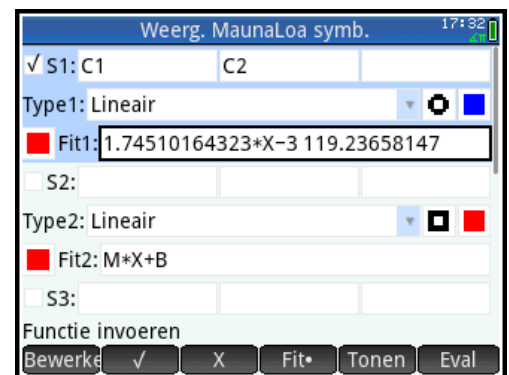 Weerg. MaunaLoa symb. 17:32
∠π
√ S1: C1 C2
Type1: Lineair
Fit1: 1.74510164323*X−3 119.23658147
S2:
Type2: Lineair
Fit2: M*X+B
S3:
Functie invoeren
Bewerke √ X Fit• Tonen Eval